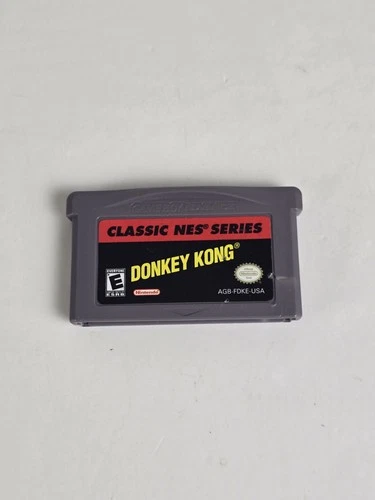 CLASSIC NES® SERIES
DONKEY KONG®
EVERYONE
E
ESRB
Nintendo
AGB-FDKE-USA